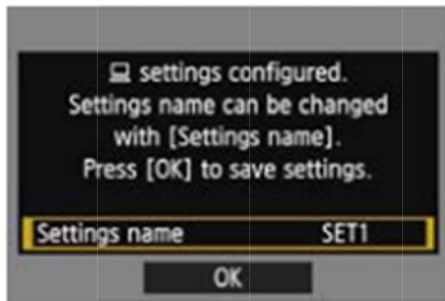 settings configured.
Settings name can be changed
with [Settings name].
Press [OK] to save settings.
Settings name SET1
OK